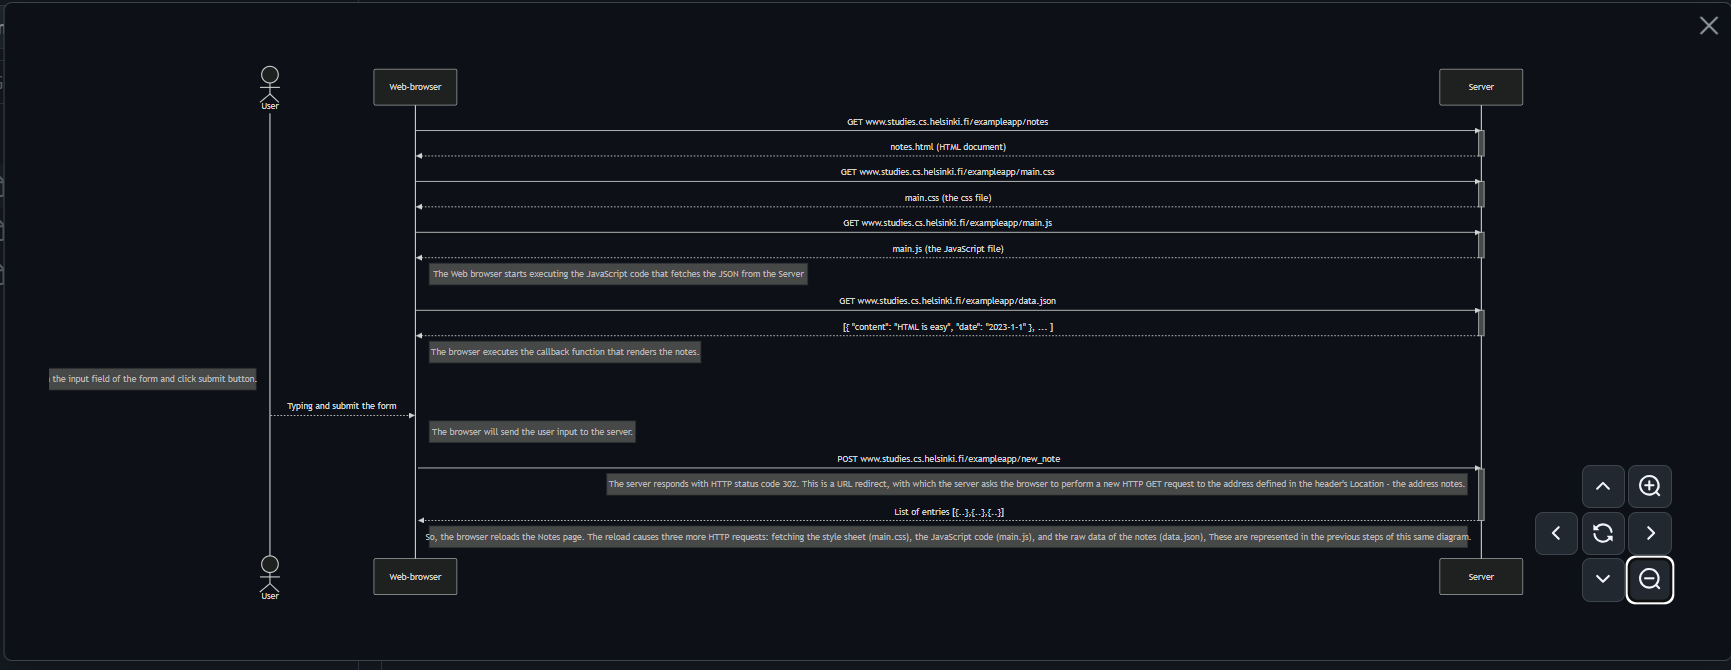 User
Web-browser
Server
GET www.studies.cs.helsinki.fi/exampleapp/notes
notes.html (HTML document)
GET www.studies.cs.helsinki.fi/exampleapp/main.css
main.css (the css file)
GET www.studies.cs.helsinki.fi/exampleapp/main.js
main.js (the JavaScript file)
The Web browser starts executing the JavaScript code that fetches the JSON from the Server
GET www.studies.cs.helsinki.fi/exampleapp/data.json
[{ "content": "HTML is easy", "date": "2023-1-1" }, ... ]
The browser executes the callback function that renders the notes.
the input field of the form and click submit button.
Typing and submit the form
The browser will send the user input to the server.
POST www.studies.cs.helsinki.fi/exampleapp/new_note
The server responds with HTTP status code 302. This is a URL redirect, with which the server asks the browser to perform a new HTTP GET request to the address defined in the header's Location - the address notes.
List of entries [{..},{..},{..}]
So, the browser reloads the Notes page. The reload causes three more HTTP requests: fetching the style sheet (main.css), the JavaScript code (main.js), and the raw data of the notes (data.json), These are represented in the previous steps of this same diagram.
User
Web-browser
Server